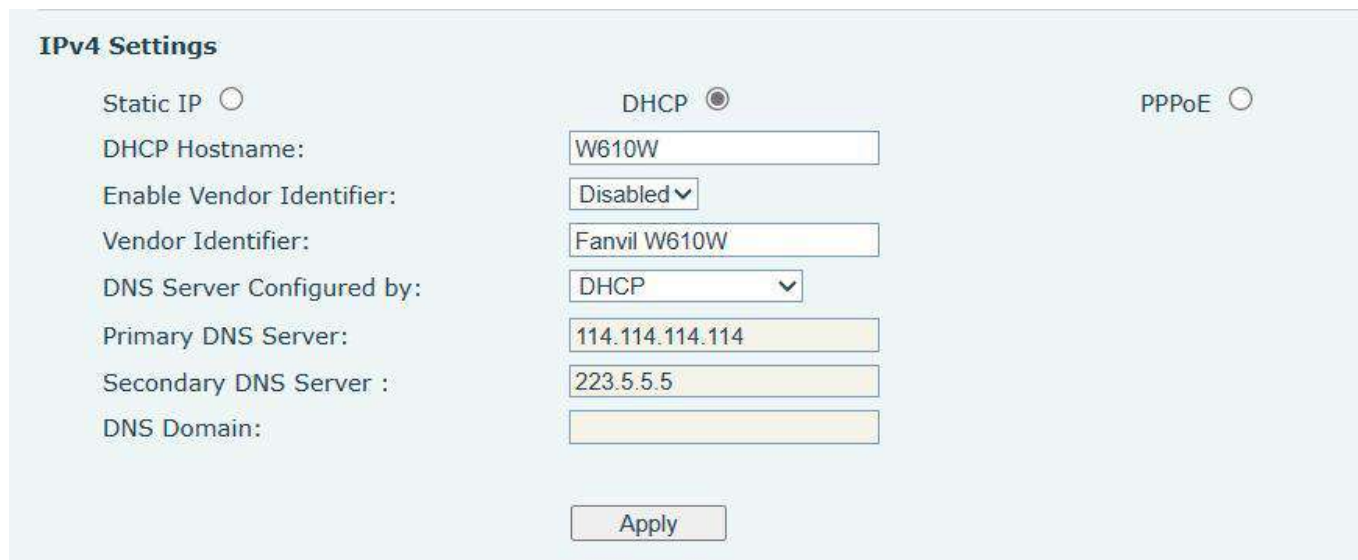 IPv4 Settings
Static IP DHCP PPPoE
DHCP Hostname: W610W
Enable Vendor Identifier: Disabled
Vendor Identifier: Fanvil W610W
DNS Server Configured by: DHCP
Primary DNS Server: 114.114.114.114
Secondary DNS Server : 223.5.5.5
DNS Domain:
Apply